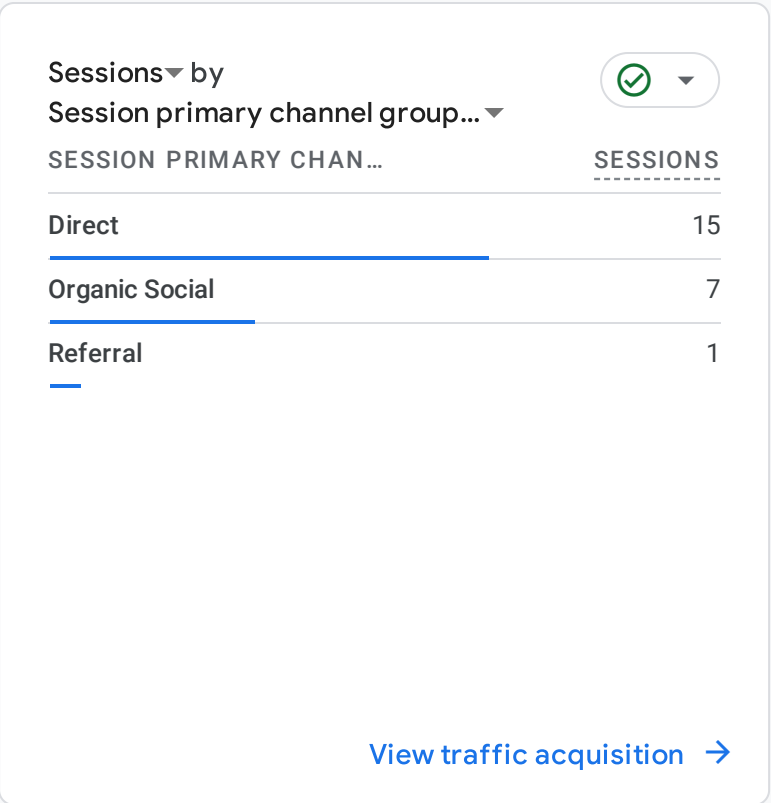 Sessions by
Session primary channel group...
SESSION PRIMARY CHAN... SESSIONS
Direct 15
Organic Social 7
Referral 1
View traffic acquisition